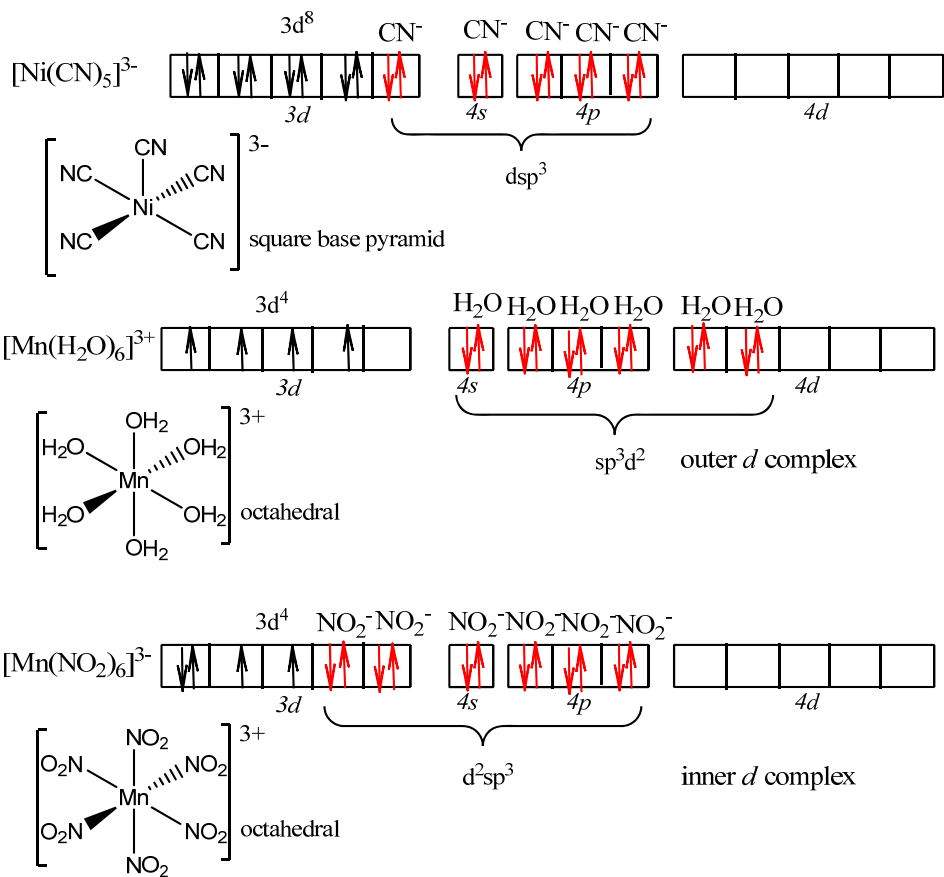 3d⁸ CN⁻ CN⁻ CN⁻ CN⁻ CN⁻
[Ni(CN)₅]³⁻
3d 4s 4p 4d
dsp³
CN 3-
NC CN
Ni
NC CN square base pyramid
3d⁴ H₂O H₂O H₂O H₂O H₂O H₂O
[Mn(H₂O)₆]³⁺
3d 4s 4p 4d
sp³d² outer d complex
OH₂ 3+
H₂O OH₂
Mn
H₂O OH₂ octahedral
OH₂
3d⁴ NO₂⁻ NO₂⁻ NO₂⁻ NO₂⁻ NO₂⁻ NO₂⁻
[Mn(NO₂)₆]³⁻
3d 4s 4p 4d
d²sp³ inner d complex
NO₂ 3+
O₂N NO₂
Mn
O₂N NO₂ octahedral
NO₂